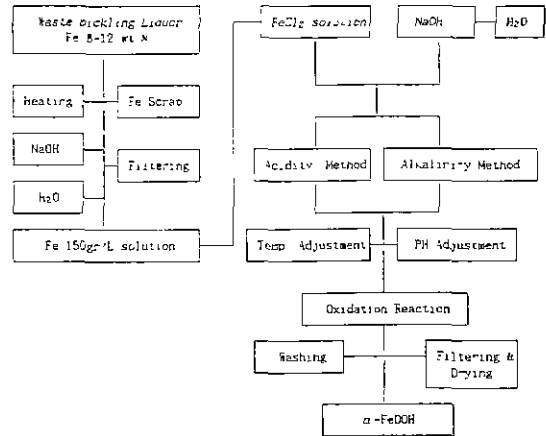 Waste Pickling Liquor
Fe 8-12 wt %
Heating
Fe Scrap
NaOH
Filtering
H₂O
Fe 150gr/L solution
FeCl₂ solution
NaOH
H₂O
Acidity Method
Alkalinity Method
Temp Adjustment
PH Adjustment
Oxidation Reaction
Washing
Filtering &
Drying
α-FeOOH